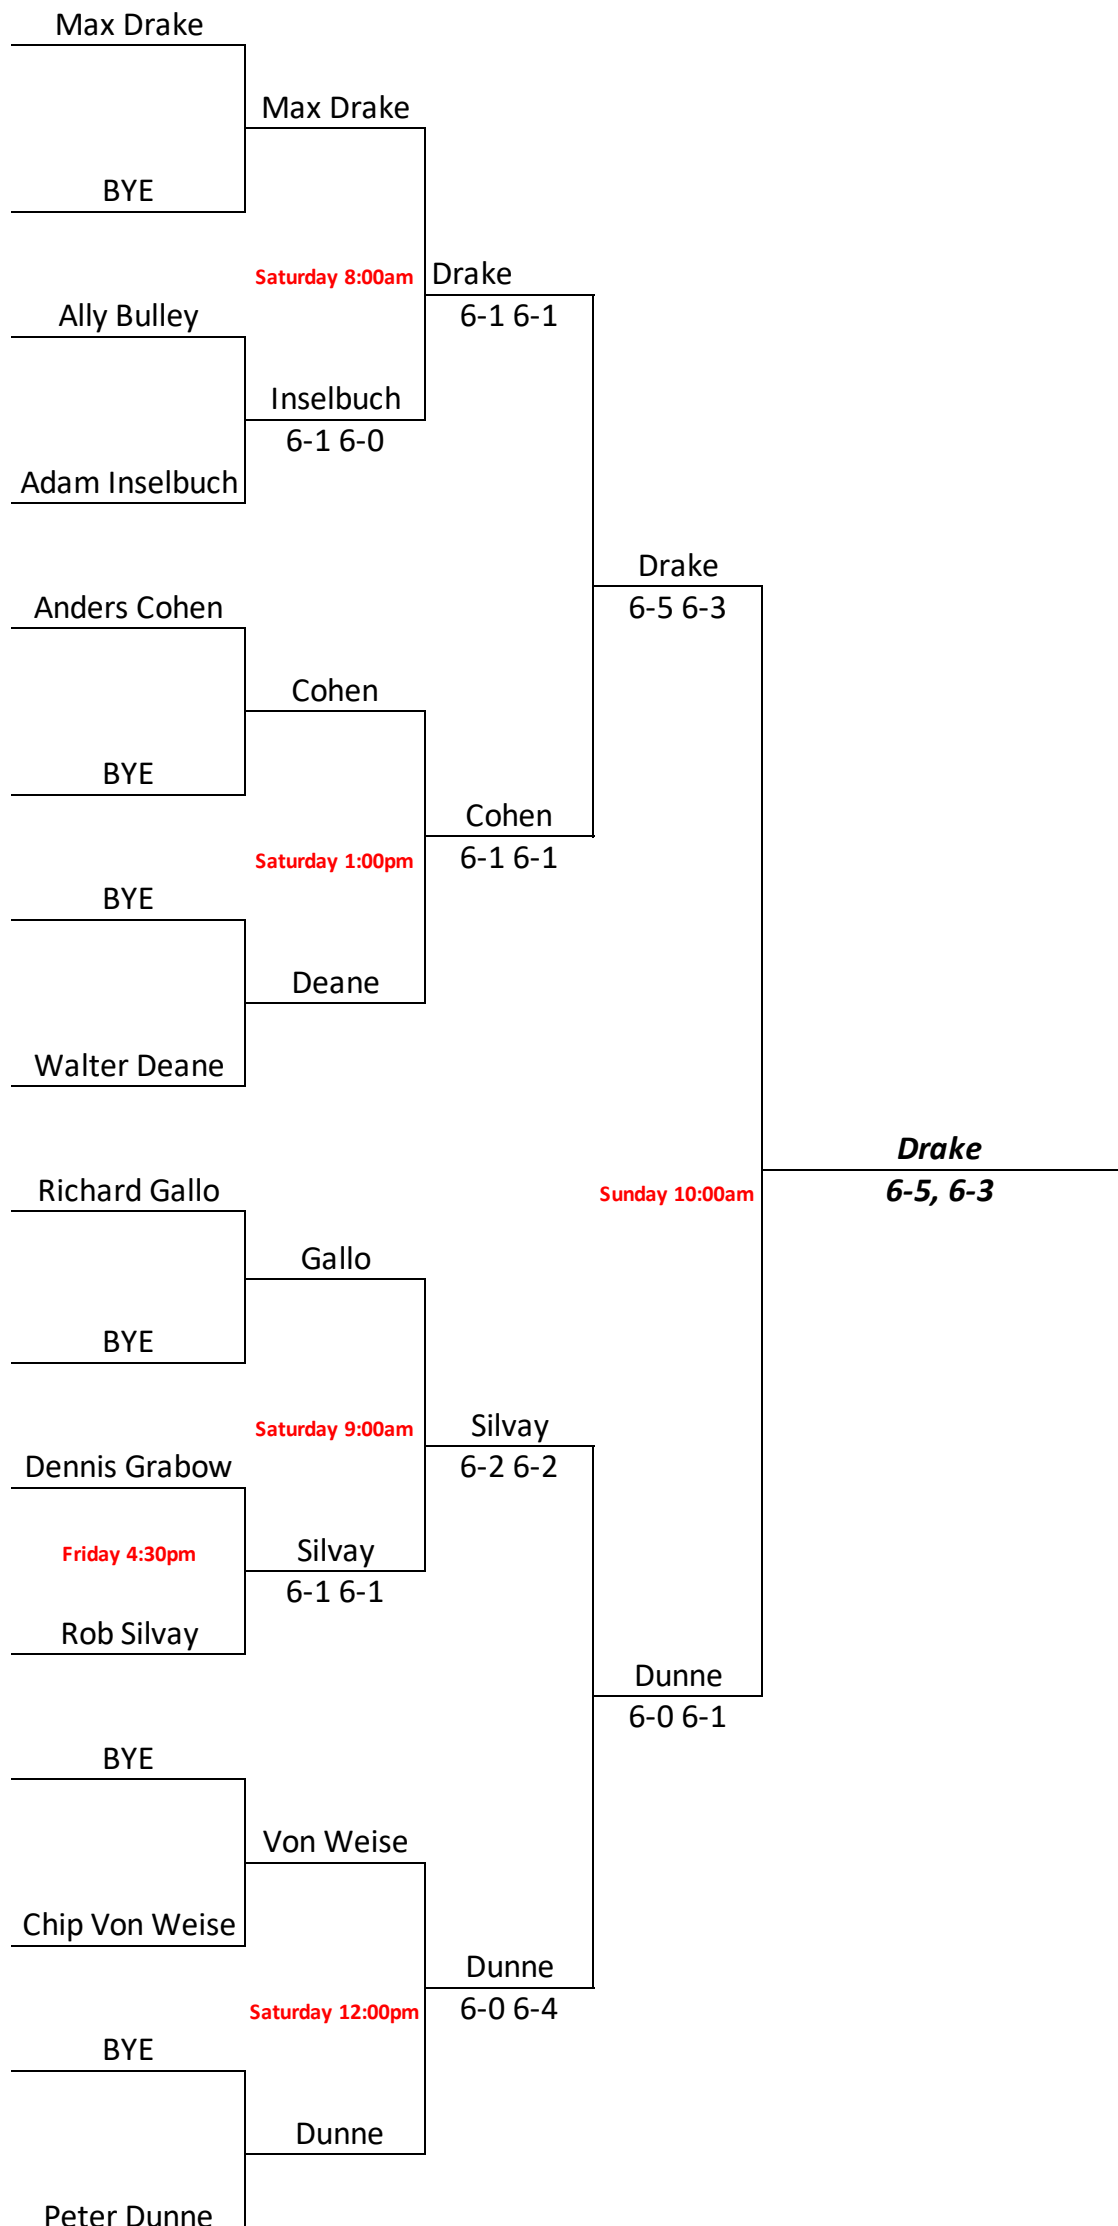 Max Drake
Max Drake
BYE
Saturday 8:00am
Drake
6-1 6-1
Ally Bulley
Inselbuch
6-1 6-0
Adam Inselbuch
Drake
6-5 6-3
Anders Cohen
Cohen
BYE
Cohen
6-1 6-1
Saturday 1:00pm
BYE
Deane
Walter Deane
Drake
6-5, 6-3
Sunday 10:00am
Richard Gallo
Gallo
BYE
Saturday 9:00am
Silvay
6-2 6-2
Dennis Grabow
Friday 4:30pm
Silvay
6-1 6-1
Rob Silvay
Dunne
6-0 6-1
BYE
Von Weise
Chip Von Weise
Dunne
6-0 6-4
Saturday 12:00pm
BYE
Dunne
Peter Dunne